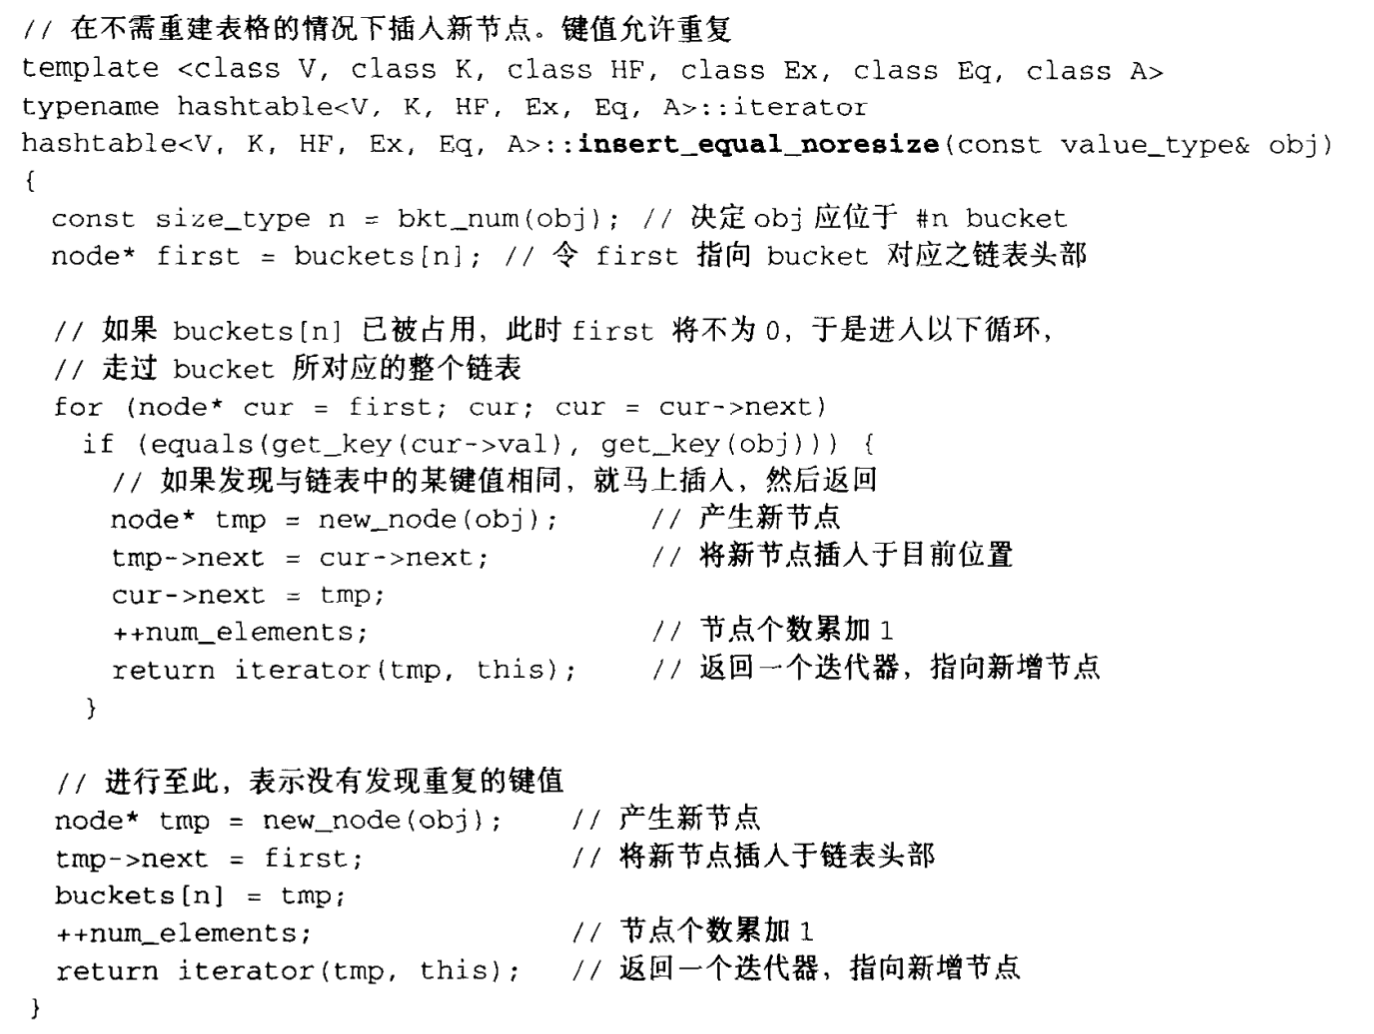 // 在不需重建表格的情况下插入新节点。键值允许重复
template <class V, class K, class HF, class Ex, class Eq, class A>
typename hashtable<V, K, HF, Ex, Eq, A>::iterator
hashtable<V, K, HF, Ex, Eq, A>::insert_equal_noresize(const value_type& obj)
{
  const size_type n = bkt_num(obj); // 决定 obj 应位于 #n bucket
  node* first = buckets[n]; // 令 first 指向 bucket 对应之链表头部

  // 如果 buckets[n] 已被占用，此时 first 将不为 0，于是进入以下循环，
  // 走过 bucket 所对应的整个链表
  for (node* cur = first; cur; cur = cur->next)
    if (equals(get_key(cur->val), get_key(obj))) {
      // 如果发现与链表中的某键值相同，就马上插入，然后返回
      node* tmp = new_node(obj);      // 产生新节点
      tmp->next = cur->next;          // 将新节点插入于目前位置
      cur->next = tmp;
      ++num_elements;                 // 节点个数累加 1
      return iterator(tmp, this);     // 返回一个迭代器，指向新增节点
    }

  // 进行至此，表示没有发现重复的键值
  node* tmp = new_node(obj);    // 产生新节点
  tmp->next = first;            // 将新节点插入于链表头部
  buckets[n] = tmp;
  ++num_elements;               // 节点个数累加 1
  return iterator(tmp, this);   // 返回一个迭代器，指向新增节点
}